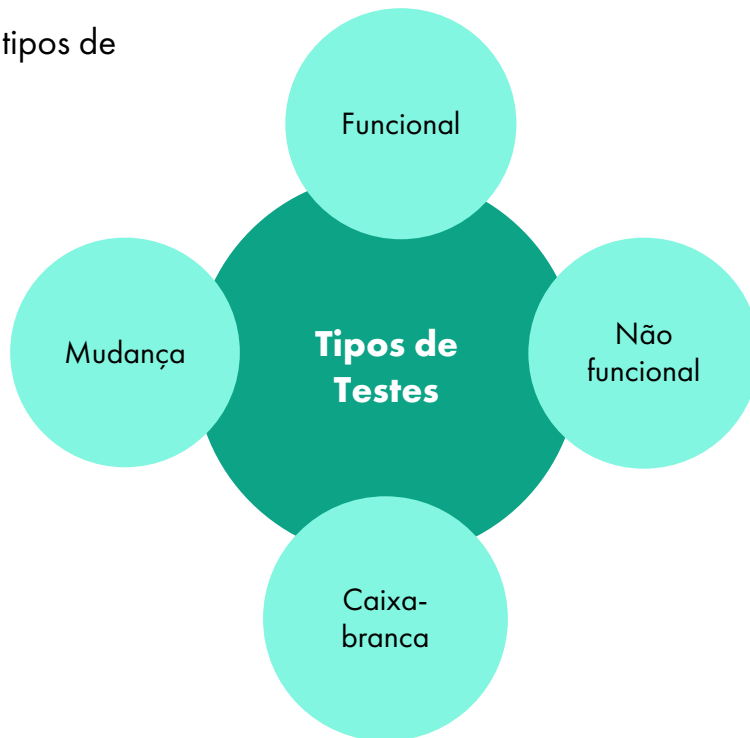 tipos de
Funcional
Mudança
Tipos de
Testes
Não
funcional
Caixa-
branca